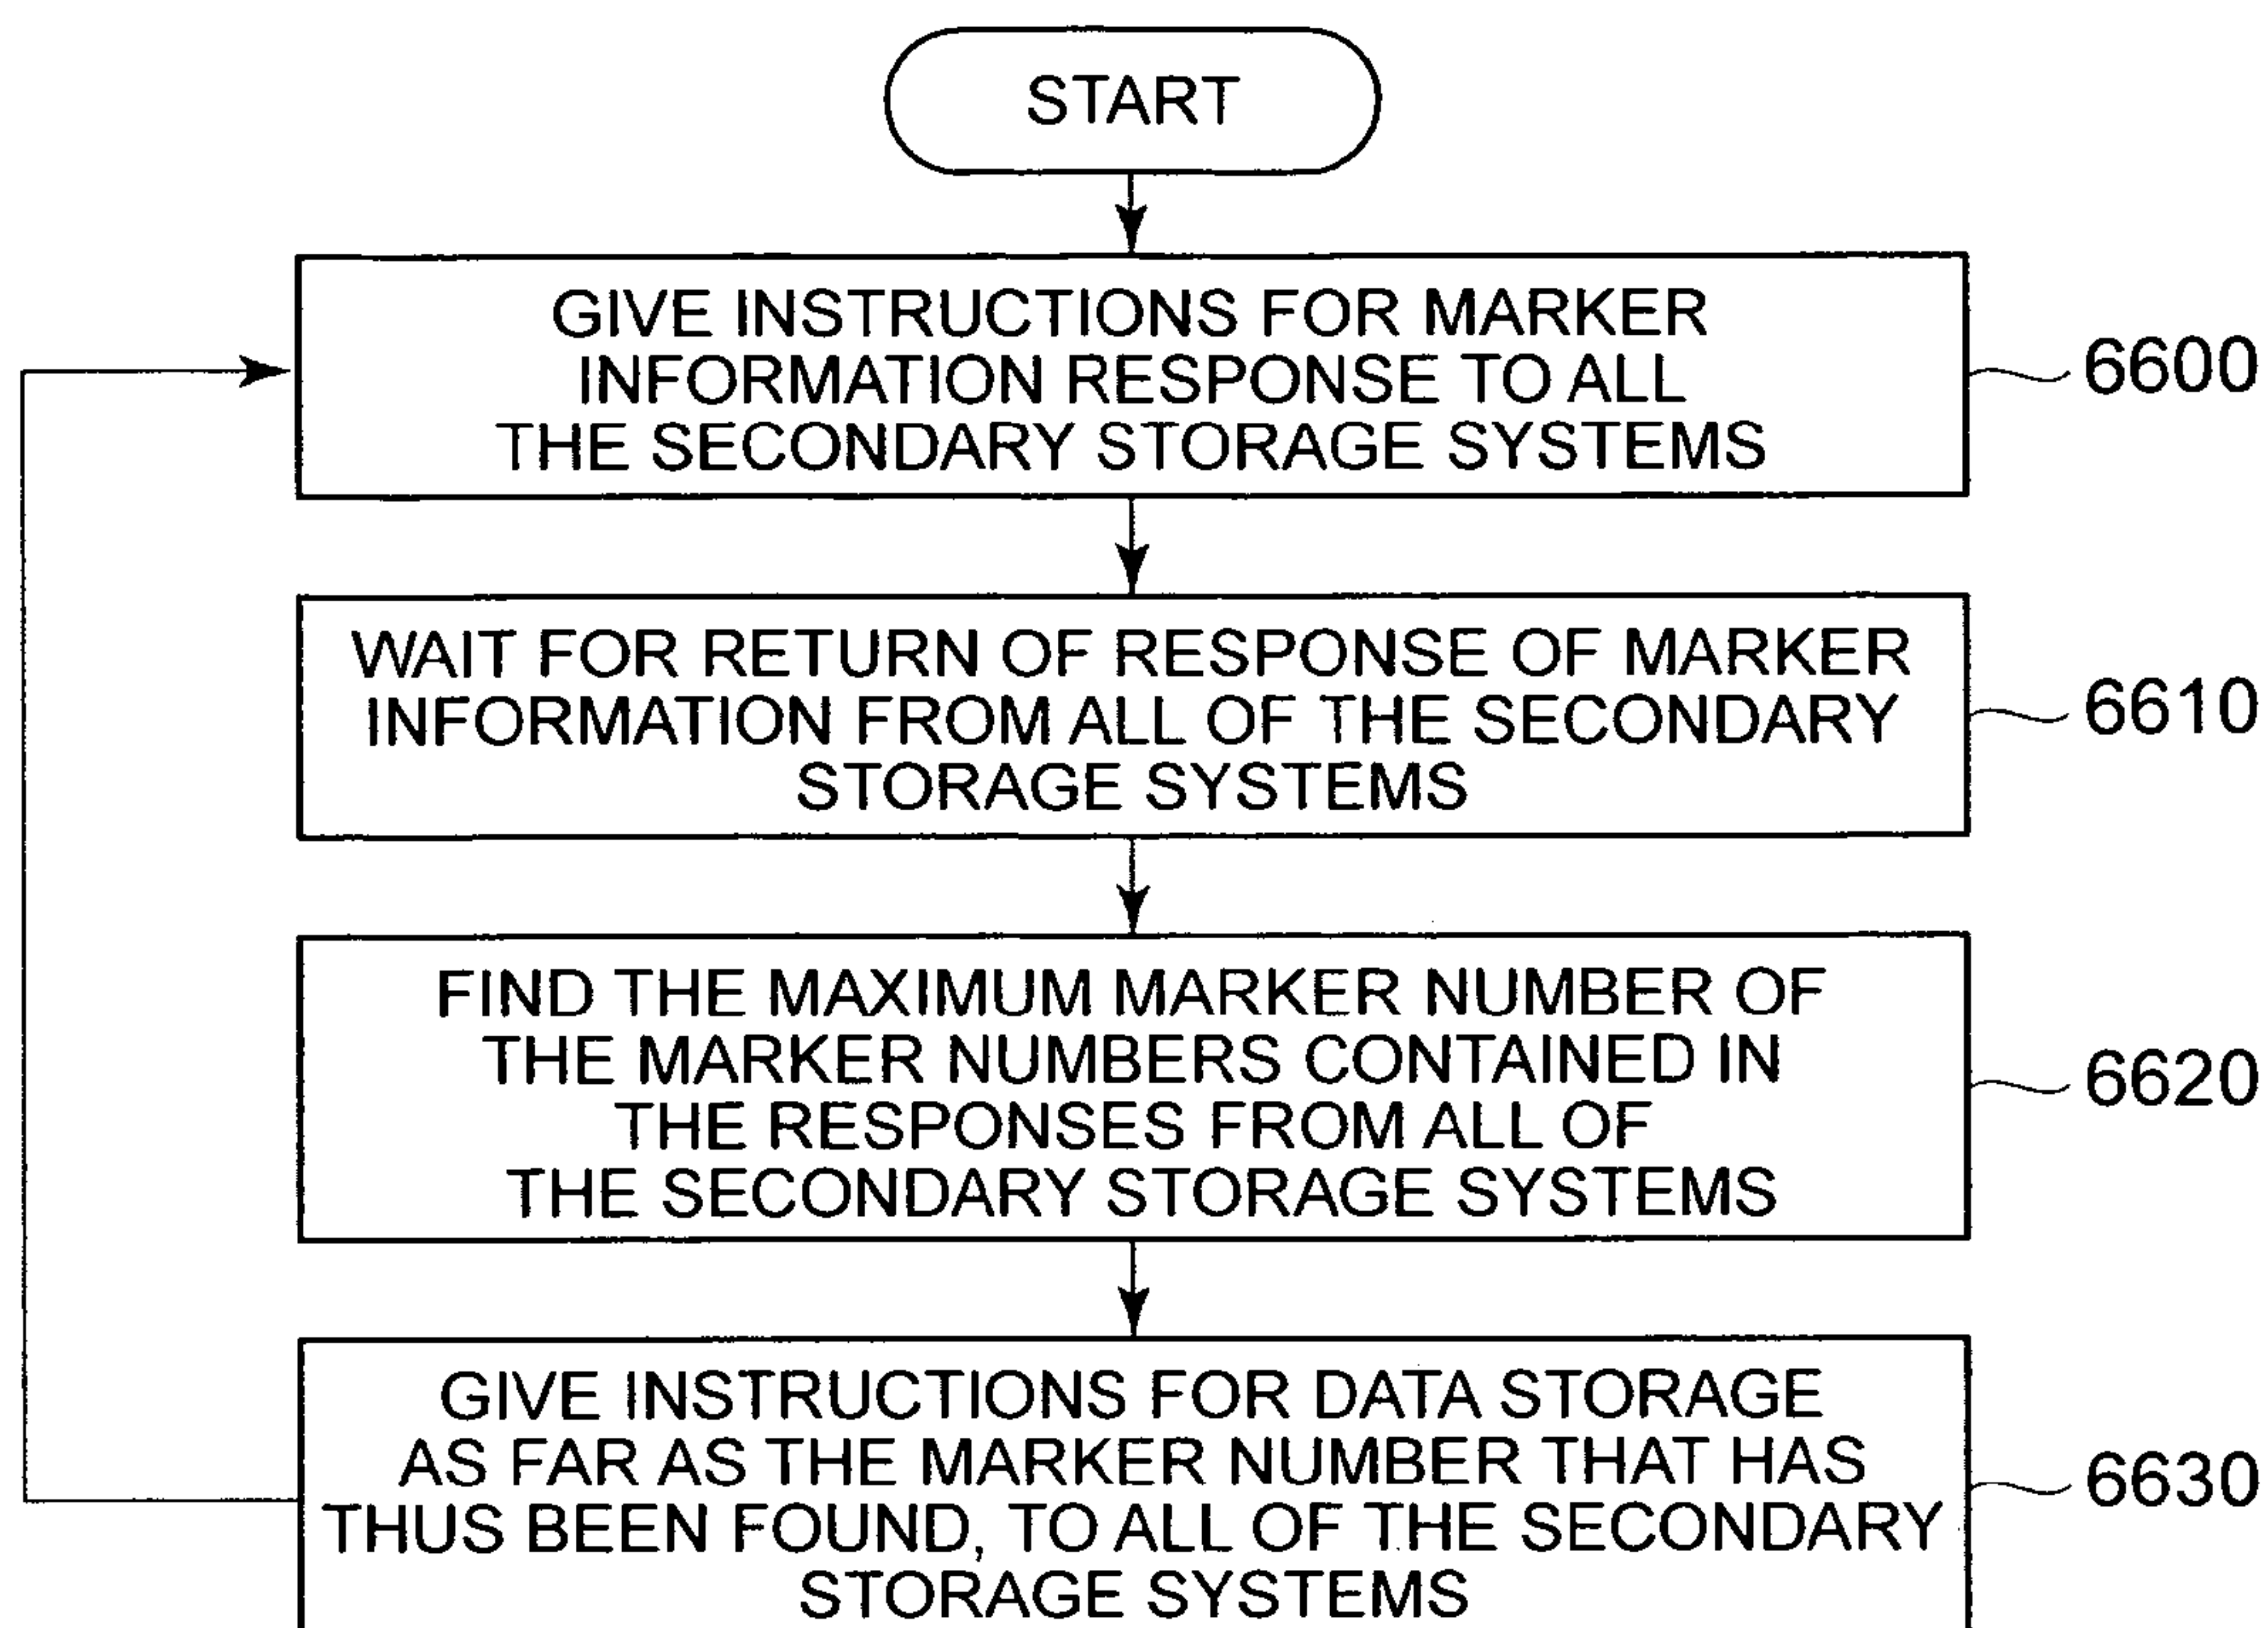 START
GIVE INSTRUCTIONS FOR MARKER
INFORMATION RESPONSE TO ALL
THE SECONDARY STORAGE SYSTEMS
6600
WAIT FOR RETURN OF RESPONSE OF MARKER
INFORMATION FROM ALL OF THE SECONDARY
STORAGE SYSTEMS
6610
FIND THE MAXIMUM MARKER NUMBER OF
THE MARKER NUMBERS CONTAINED IN
THE RESPONSES FROM ALL OF
THE SECONDARY STORAGE SYSTEMS
6620
GIVE INSTRUCTIONS FOR DATA STORAGE
AS FAR AS THE MARKER NUMBER THAT HAS
THUS BEEN FOUND, TO ALL OF THE SECONDARY
STORAGE SYSTEMS
6630